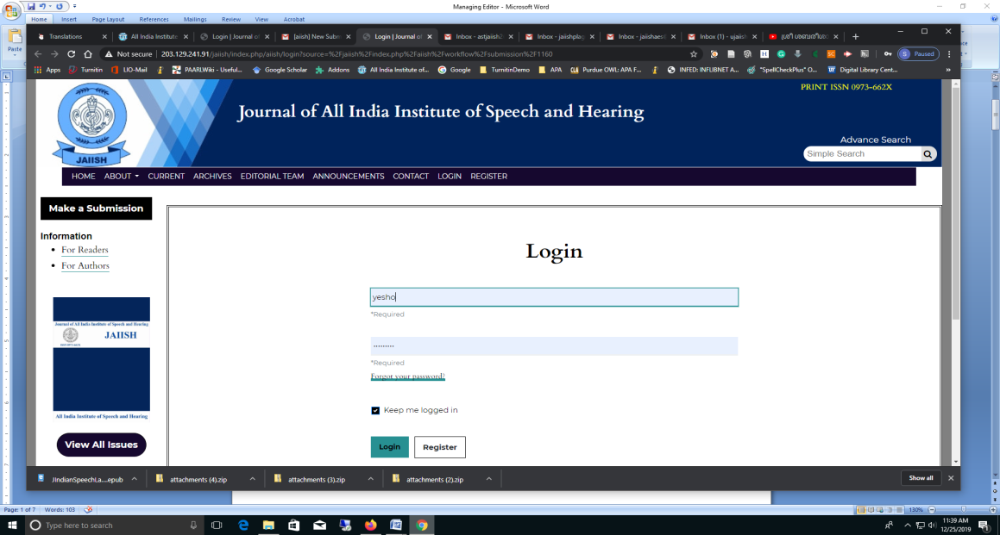 Managing Editor - Microsoft Word
Home Insert Page Layout References Mailings Review View Acrobat
Paste
Translations
All India Institute
Login | Journal of
[aiish] New Subm
Login | Journal of
Inbox - astjaiish2
Inbox - jaiishplag
Inbox - jaiishaes&
Inbox (1) - ujaiish
Not secure | 203.129.241.91/jaiish/index.php/aiish/login?source=%2Fjaiish%2Findex.php%2Faiish%2Fworkflow%2Fsubmission%2F1160
S Paused
Apps Turnitin LIO-Mail PAARLWiki - Useful... Google Scholar Addons All India Institute of... Google TurnitinDemo APA Purdue OWL: APA F... INFED: INFLIBNET A... "SpellCheckPlus" O... Digital Library Cent... »
PRINT ISSN 0973-662X
Journal of All India Institute of Speech and Hearing
JAIISH
Advance Search
Simple Search
HOME ABOUT CURRENT ARCHIVES EDITORIAL TEAM ANNOUNCEMENTS CONTACT LOGIN REGISTER
Make a Submission
Information
For Readers
For Authors
Journal of All India Institute of Speech and Hearing
JAIISH
All India Institute of Speech and Hearing
View All Issues
Login
yesho
*Required
.........
*Required
Forgot your password?
Keep me logged in
Login Register
JIndianSpeechLa....epub attachments (4).zip attachments (3).zip attachments (2).zip Show all
Page: 1 of 7 Words: 103 130%
Type here to search
11:39 AM
12/25/2019